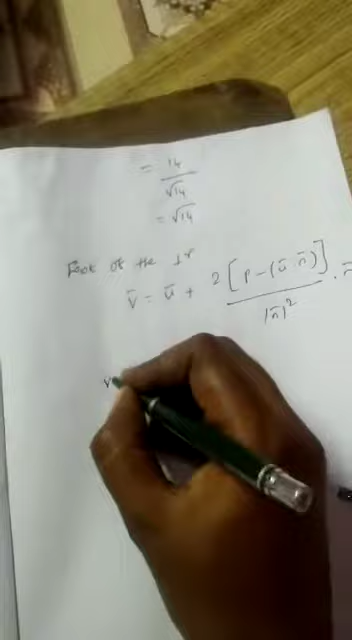 = 14 / √14
= √14
Foot of the ⊥r
v̄ = ū + 2[p-(ū n̄)] / |n̄|² . n̄
v